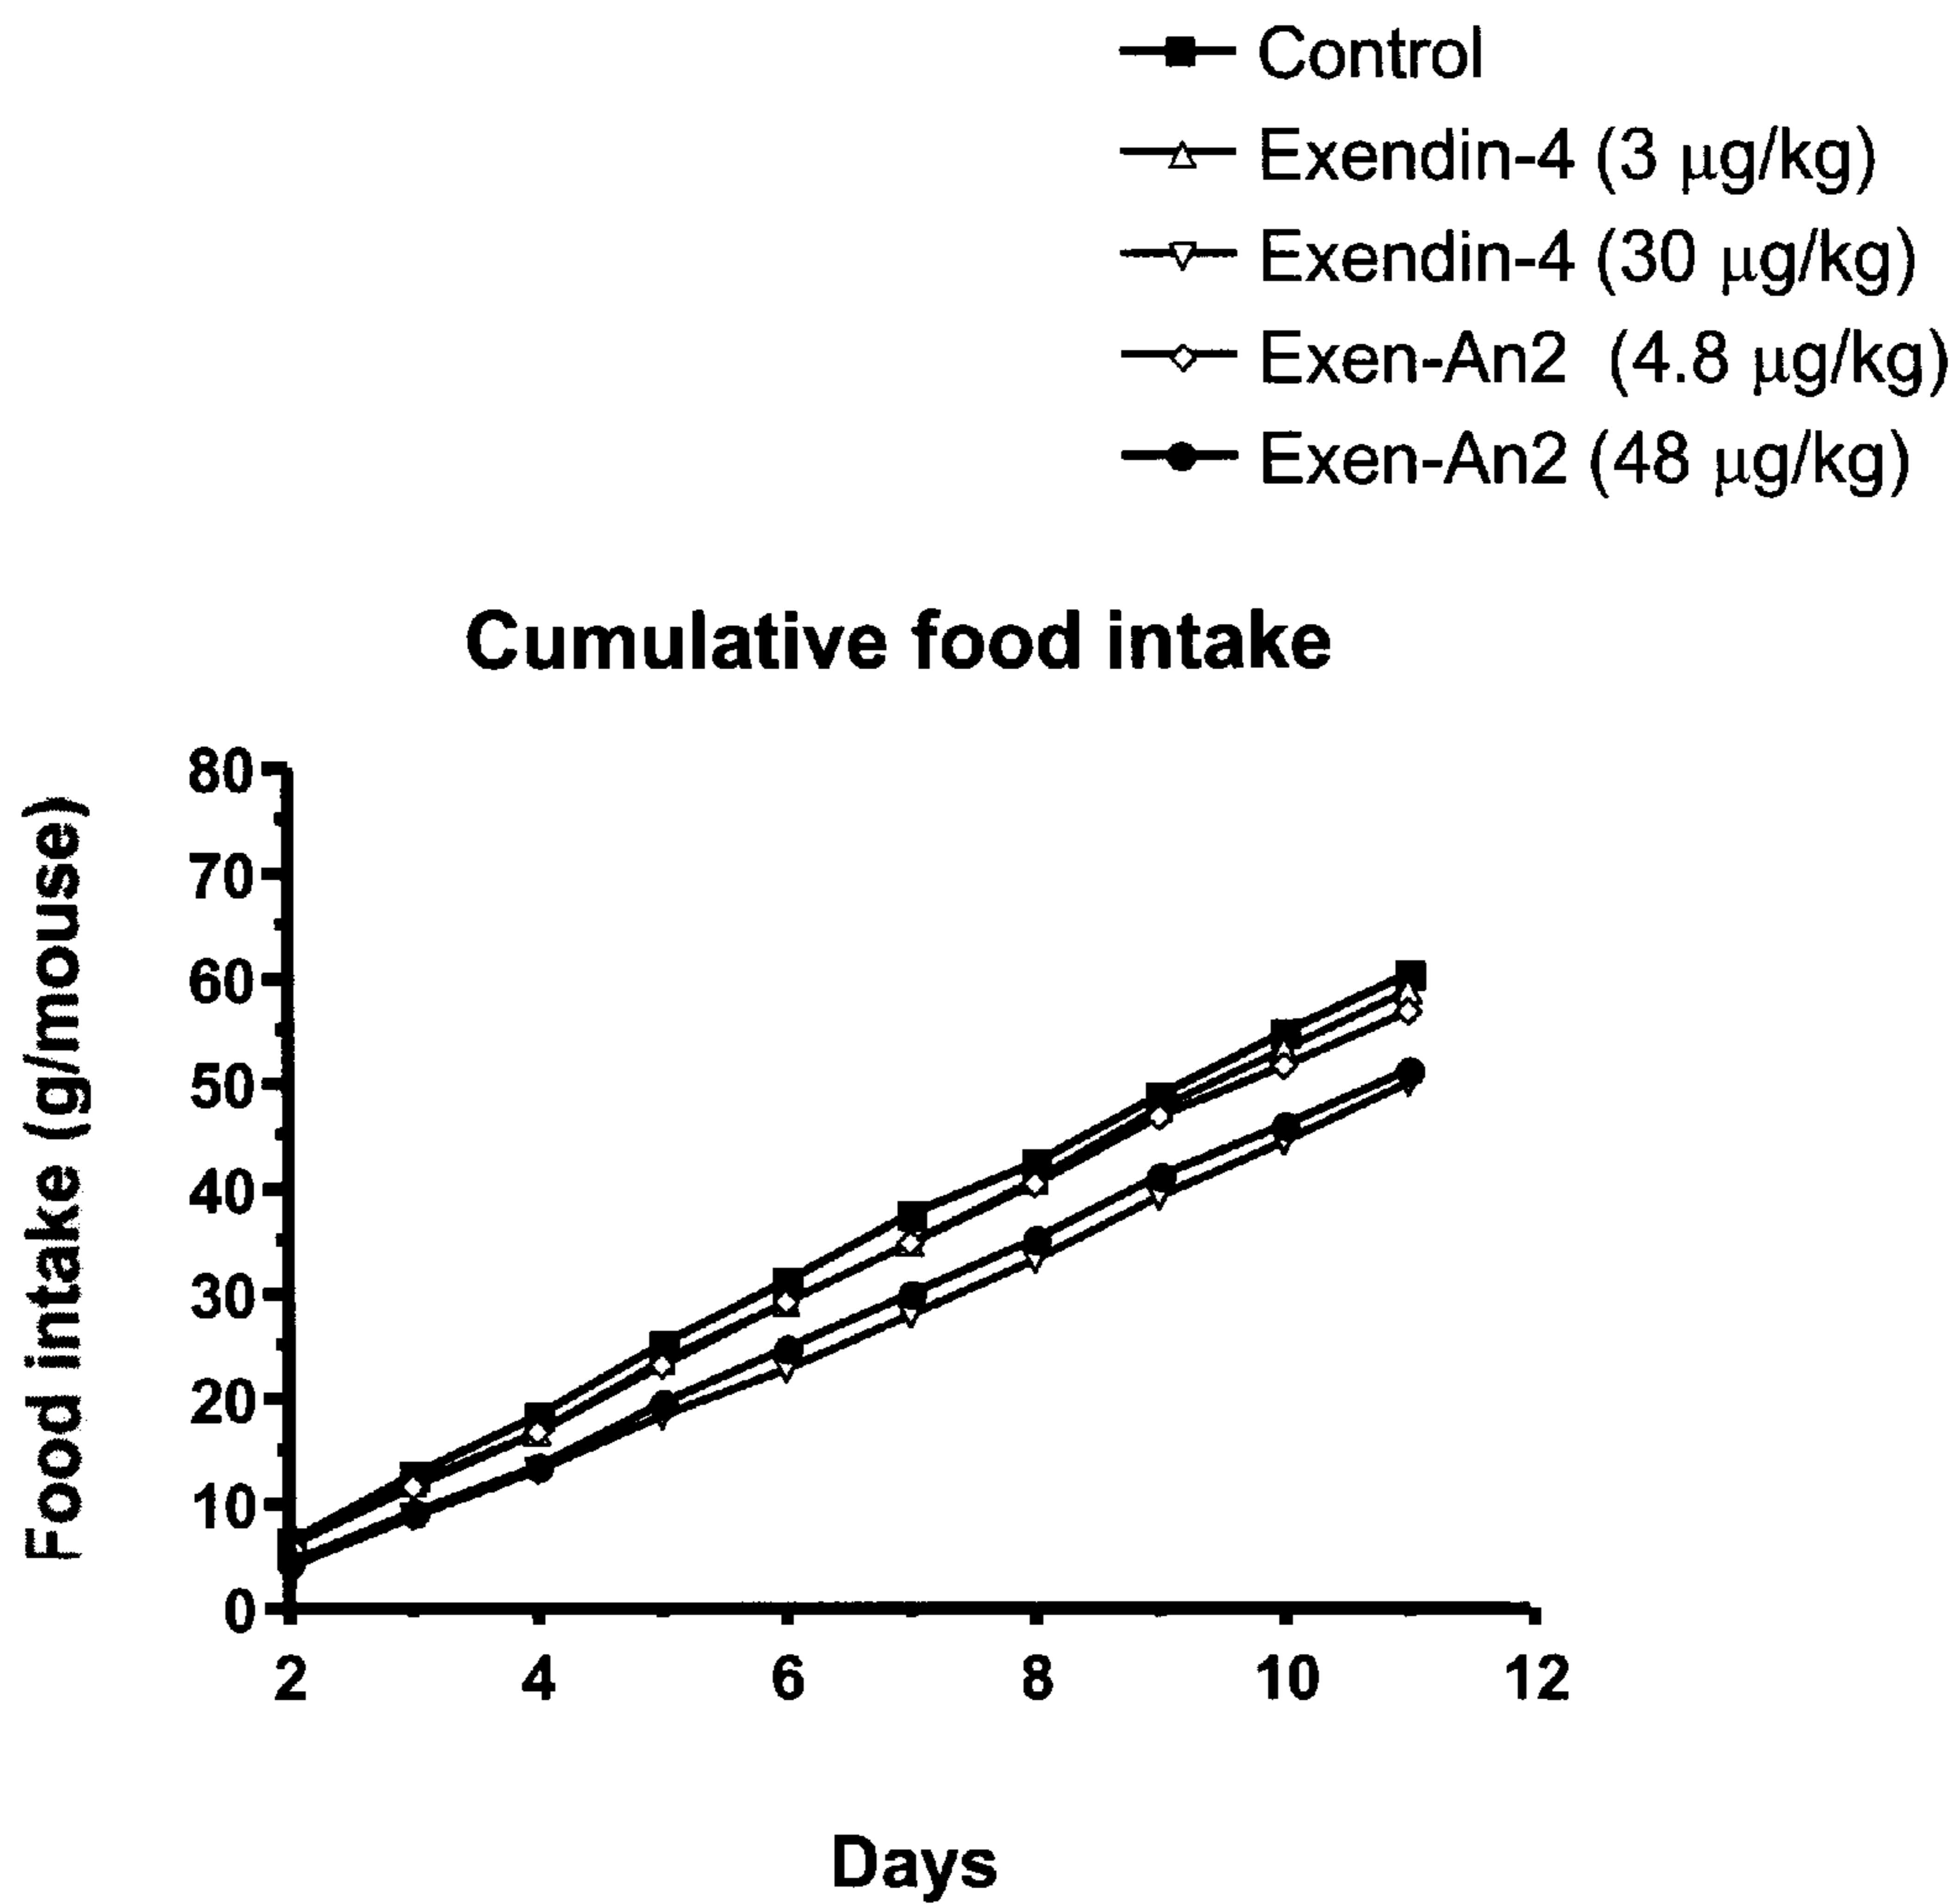 Control
Exendin-4 (3 μg/kg)
Exendin-4 (30 μg/kg)
Exen-An2 (4.8 μg/kg)
Exen-An2 (48 μg/kg)
Cumulative food intake
Food intake (g/mouse)
80
70
60
50
40
30
20
10
0
2 4 6 8 10 12
Days